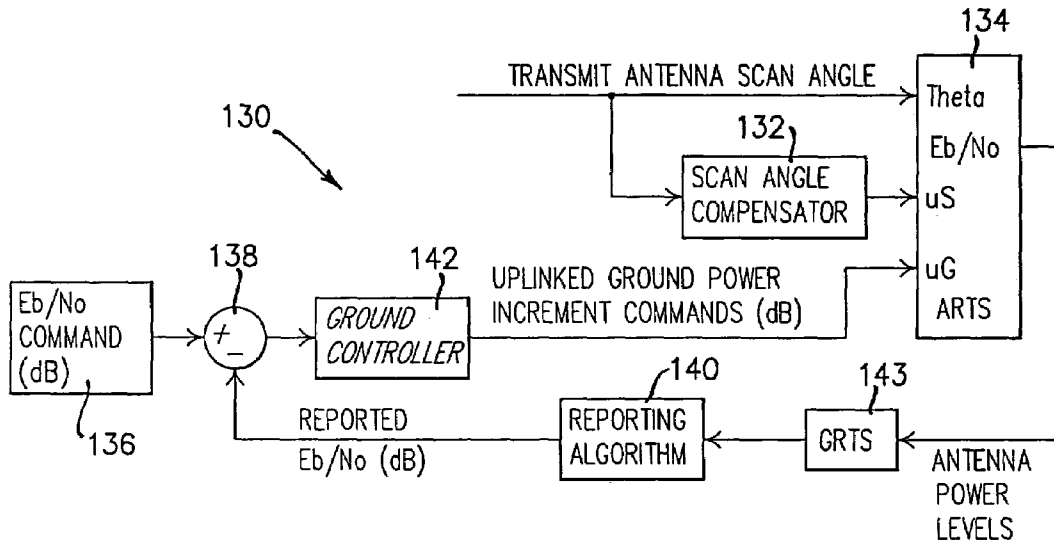 134
TRANSMIT ANTENNA SCAN ANGLE
Theta
130
132
Eb/No
SCAN ANGLE
COMPENSATOR
uS
138
142
UPLINKED GROUND POWER
INCREMENT COMMANDS (dB)
uG
ARTS
Eb/No
COMMAND
(dB)
+
−
GROUND
CONTROLLER
136
140
143
REPORTED
Eb/No (dB)
REPORTING
ALGORITHM
GRTS
ANTENNA
POWER
LEVELS